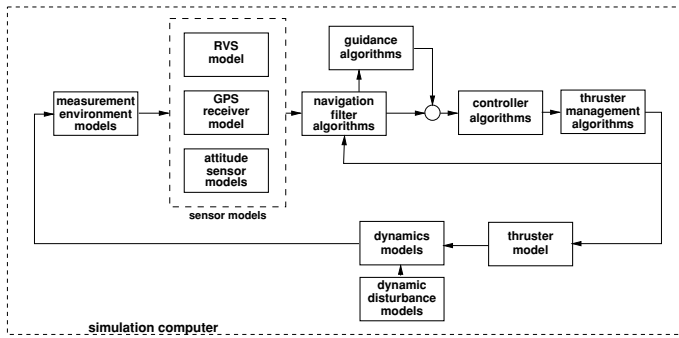 RVS
model
GPS
receiver
model
attitude
sensor
models
sensor models
measurement
environment
models
guidance
algorithms
navigation
filter
algorithms
controller
algorithms
thruster
management
algorithms
dynamics
models
thruster
model
dynamic
disturbance
models
simulation computer